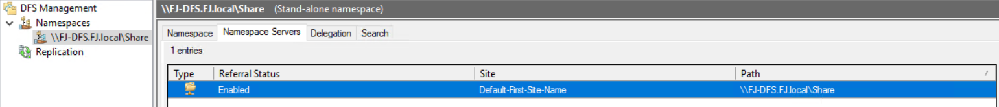 DFS Management
Namespaces
\\FJ-DFS.FJ.local\Share
Replication
\\FJ-DFS.FJ.local\Share (Stand-alone namespace)
Namespace Namespace Servers Delegation Search
1 entries
Type Referral Status Site Path
Enabled Default-First-Site-Name \\FJ-DFS.FJ.local\Share